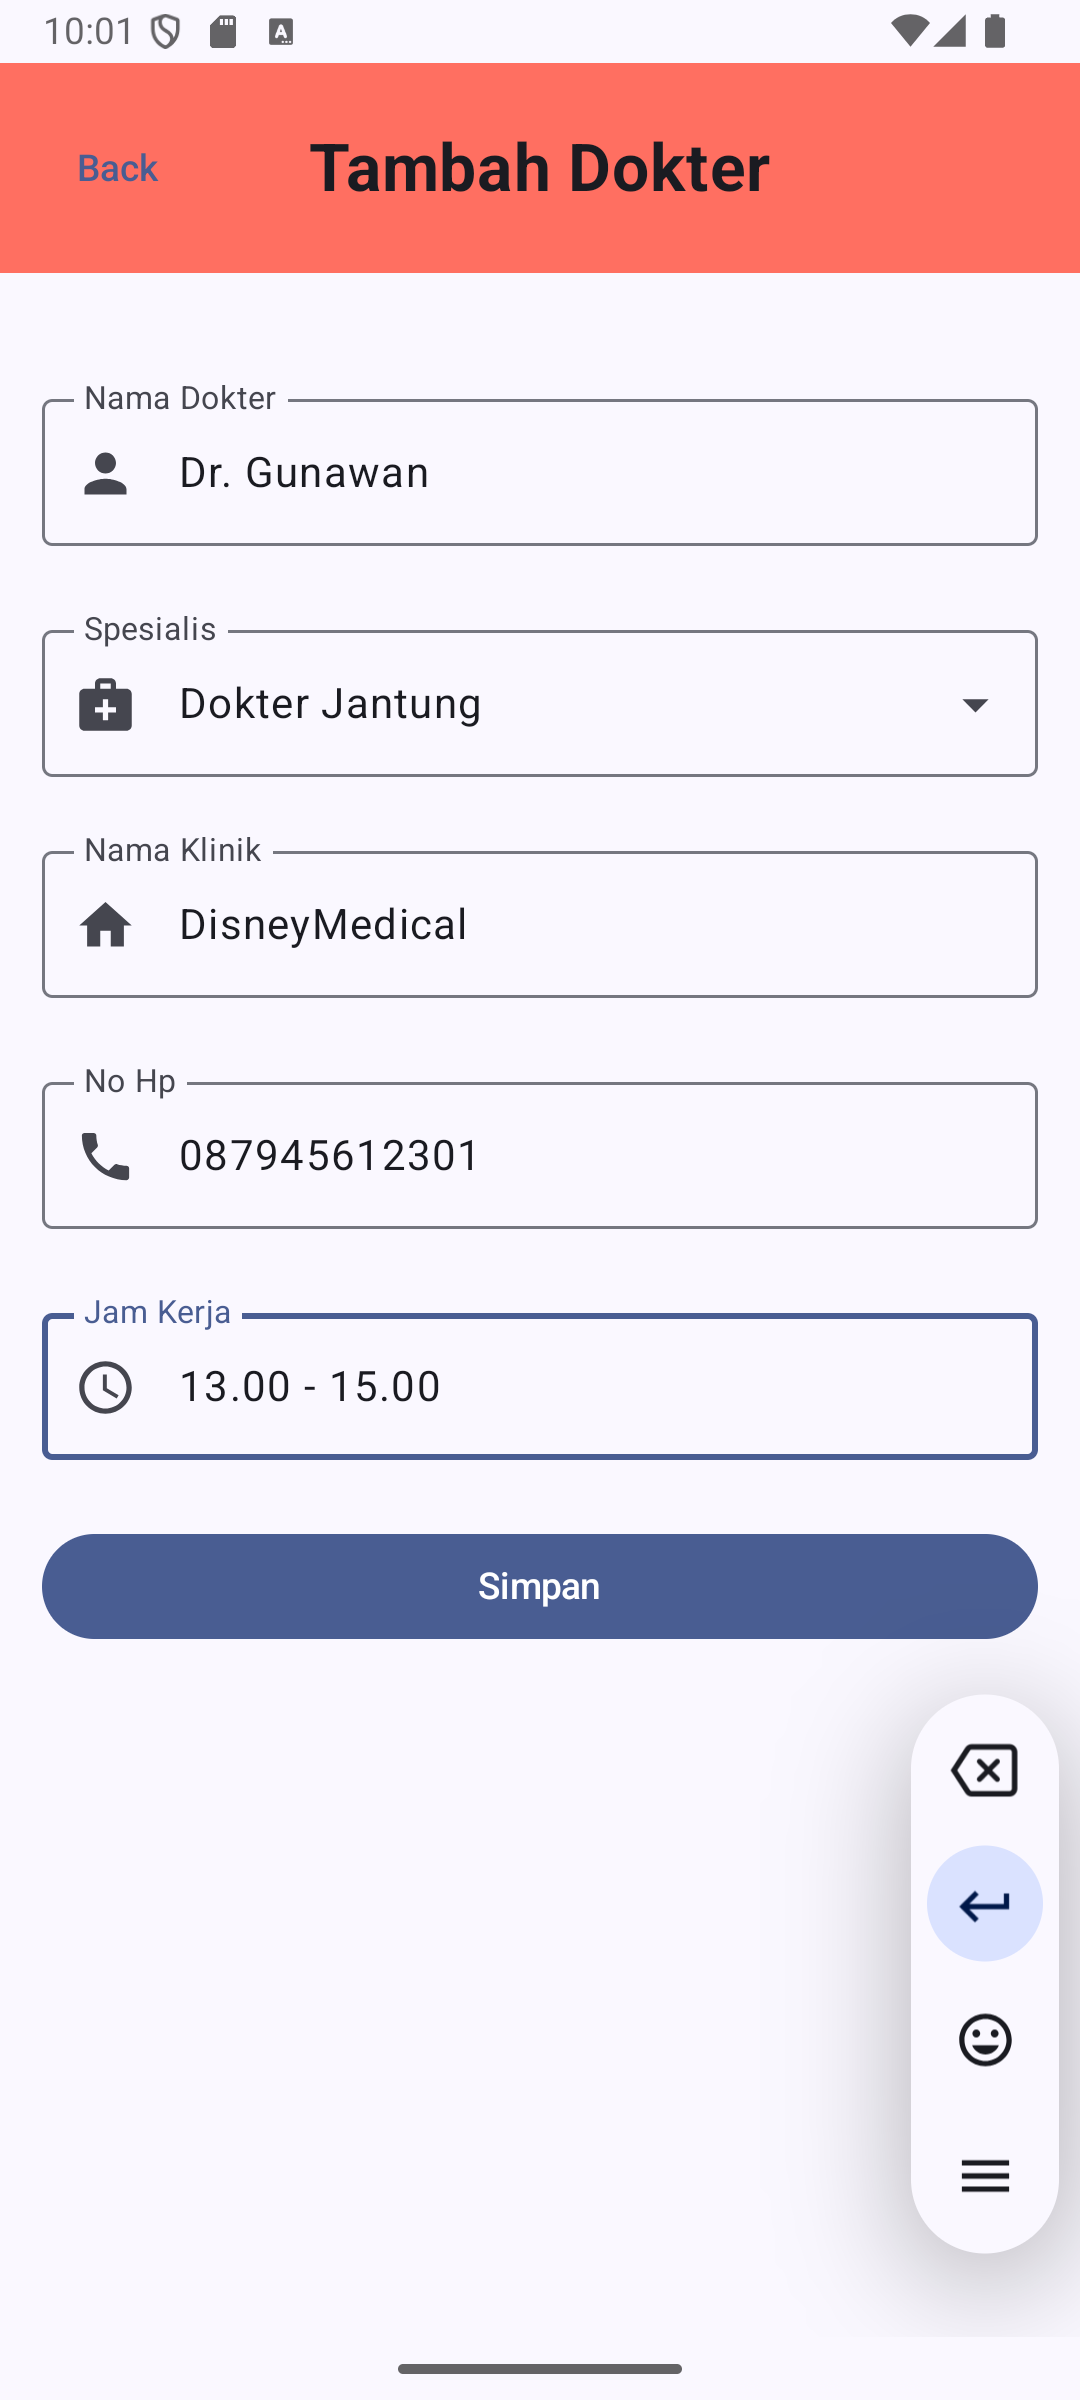 10:01
Back
Tambah Dokter
Nama Dokter
Dr. Gunawan
Spesialis
Dokter Jantung
Nama Klinik
DisneyMedical
No Hp
087945612301
Jam Kerja
13.00 - 15.00
Simpan